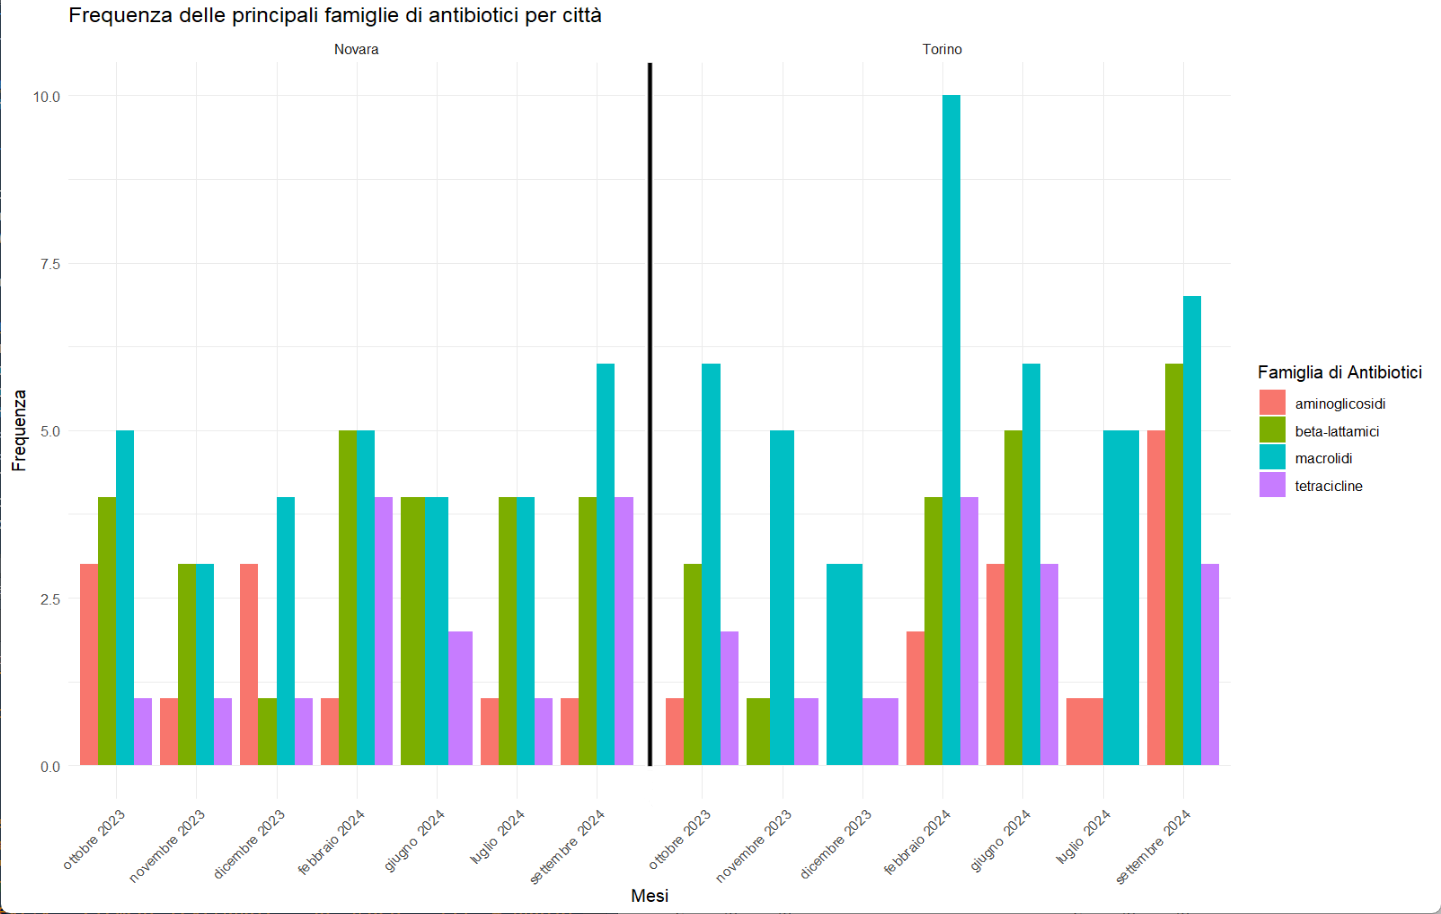 Frequenza delle principali famiglie di antibiotici per città
Novara
Torino
10.0
7.5
5.0
2.5
0.0
Frequenza
ottobre 2023
novembre 2023
dicembre 2023
febbraio 2024
giugno 2024
luglio 2024
settembre 2024
ottobre 2023
novembre 2023
dicembre 2023
febbraio 2024
giugno 2024
luglio 2024
settembre 2024
Mesi
Famiglia di Antibiotici
aminoglicosidi
beta-lattamici
macrolidi
tetracicline